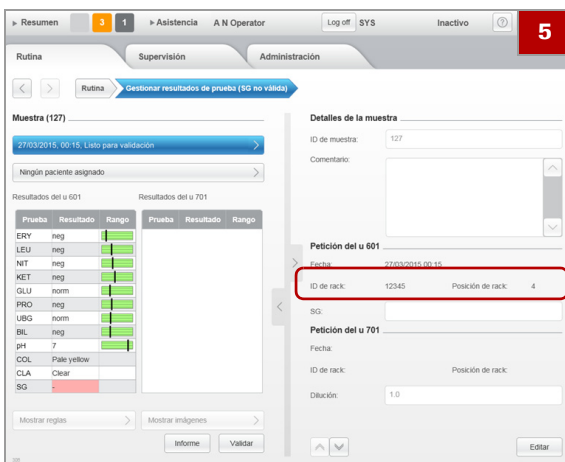 Resumen 3 1 Asistencia A N Operator Log off SYS Inactivo ? 5
Rutina Supervisión Administración
Rutina Gestionar resultados de prueba (SG no válida)
Muestra (127)
27/03/2015, 00:15, Listo para validación
Ningún paciente asignado
Resultados del u 601 Resultados del u 701
Prueba Resultado Rango Prueba Resultado Rango
ERY neg
LEU neg
NIT neg
KET neg
GLU norm
PRO neg
UBG norm
BIL neg
pH 7
COL Pale yellow
CLA Clear
SG -
Mostrar reglas Mostrar imágenes
Informe Validar
Detalles de la muestra
ID de muestra: 127
Comentario:
Petición del u 601
Fecha: 27/03/2015 00:15
ID de rack: 12345 Posición de rack: 4
SG:
Petición del u 701
Fecha:
ID de rack: Posición de rack:
Dilución: 1.0
Editar